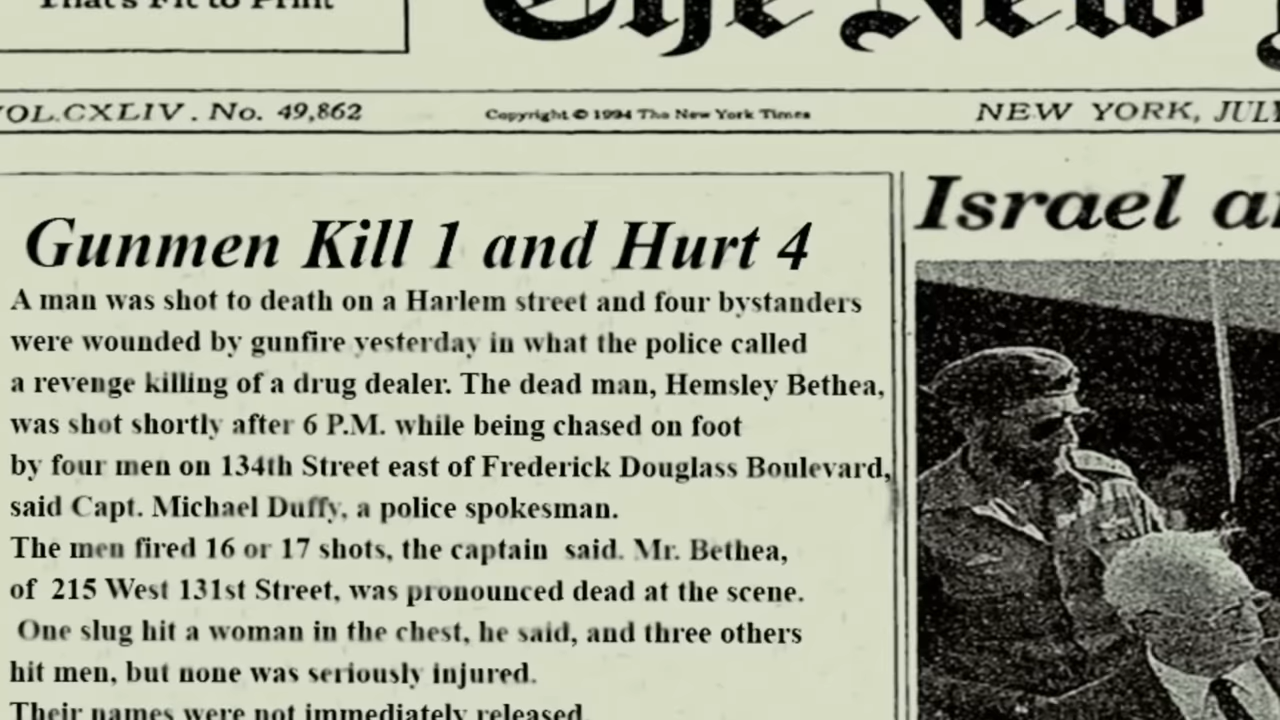 That's Fit to Print
The New
VOL.CXLIV. No. 49,862
Copyright © 1994 The New York Times
NEW YORK, JULY
Gunmen Kill 1 and Hurt 4
A man was shot to death on a Harlem street and four bystanders
were wounded by gunfire yesterday in what the police called
a revenge killing of a drug dealer. The dead man, Hemsley Bethea,
was shot shortly after 6 P.M. while being chased on foot
by four men on 134th Street east of Frederick Douglass Boulevard,
said Capt. Michael Duffy, a police spokesman.
The men fired 16 or 17 shots, the captain said. Mr. Bethea,
of 215 West 131st Street, was pronounced dead at the scene.
One slug hit a woman in the chest, he said, and three others
hit men, but none was seriously injured.
Their names were not immediately released.
Israel